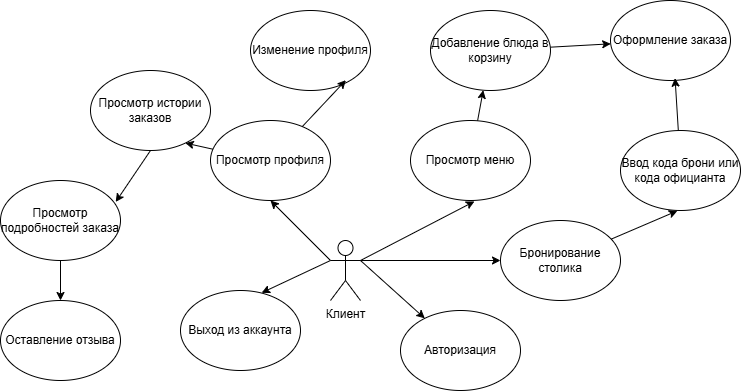 Изменение профиля
Добавление блюда в
корзину
Оформление заказа
Просмотр истории
заказов
Просмотр профиля
Просмотр меню
Ввод кода брони или
кода официанта
Просмотр
подробностей заказа
Бронирование
столика
Клиент
Выход из аккаунта
Оставление отзыва
Авторизация